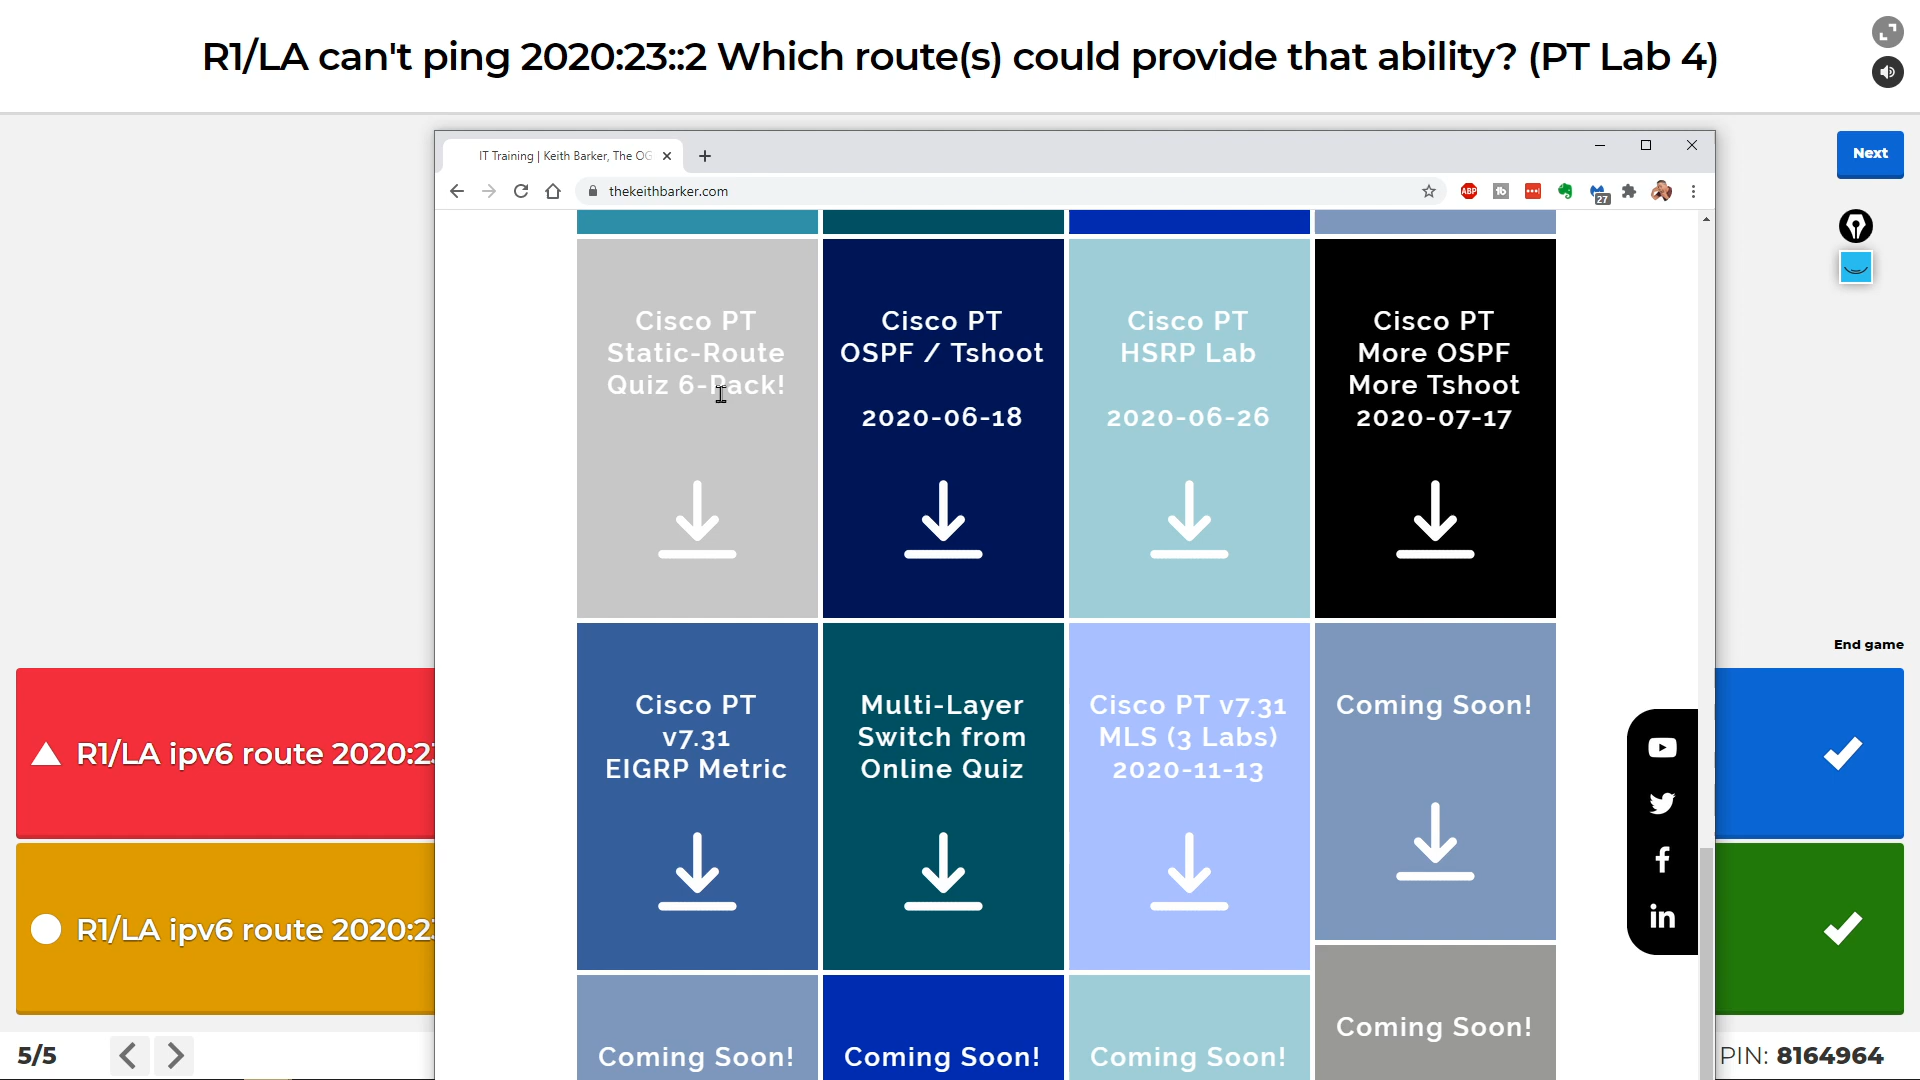 R1/LA can't ping 2020:23::2 Which route(s) could provide that ability? (PT Lab 4)
Next
IT Training | Keith Barker, The OG
thekeithbarker.com
ABP
tb
27
Cisco PT
Static-Route
Quiz 6-Pack!
Cisco PT
OSPF / Tshoot
2020-06-18
Cisco PT
HSRP Lab
2020-06-26
Cisco PT
More OSPF
More Tshoot
2020-07-17
End game
Cisco PT
v7.31
EIGRP Metric
Multi-Layer
Switch from
Online Quiz
Cisco PT v7.31
MLS (3 Labs)
2020-11-13
Coming Soon!
R1/LA ipv6 route 2020:2
R1/LA ipv6 route 2020:2
in
Coming Soon!
Coming Soon!
Coming Soon!
Coming Soon!
5/5
PIN: 8164964